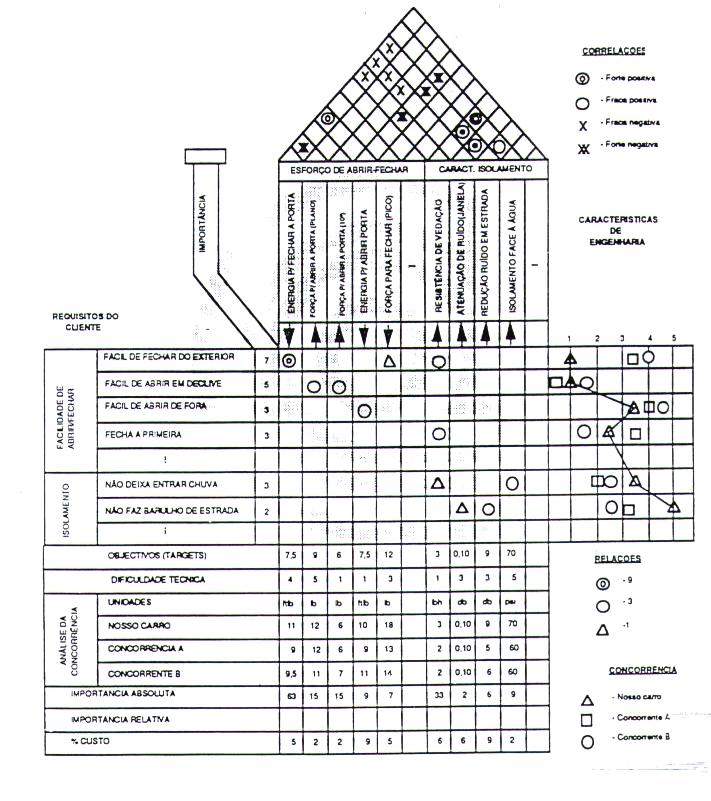 CORRELAÇOES
- Forte positiva
- Fraca positiva
- Fraca negativa
- Forte negativa
ESFORÇO DE ABRIR-FECHAR
CARACT. ISOLAMENTO
IMPORTÂNCIA
ENERGIA P/ FECHAR A PORTA
FORÇA P/ ABRIR A PORTA (PLANO)
FORÇA P/ ABRIR A PORTA (10º)
ENERGIA P/ ABRIR PORTA
FORÇA PARA FECHAR (PICO)
RESISTÊNCIA DE VEDAÇÃO
ATENUAÇÃO DE RUÍDO(JANELA)
REDUÇÃO RUÍDO EM ESTRADA
ISOLAMENTO FACE À ÁGUA
CARACTERISTICAS
DE
ENGENHARIA
REQUISITOS DO
CLIENTE
1 2 3 4 5
FACILIDADE DE
ABRIR/FECHAR
FACIL DE FECHAR DO EXTERIOR 7
FACIL DE ABRIR EM DECLIVE 5
FACIL DE ABRIR DE FORA 3
FECHA A PRIMEIRA 3
ISOLAMENTO
NÃO DEIXA ENTRAR CHUVA 3
NÃO FAZ BARULHO DE ESTRADA 2
OBJECTIVOS (TARGETS) 7,5 9 6 7,5 12 3 0,10 9 70
DIFICULDADE TECNICA 4 5 1 1 3 1 3 3 5
ANÁLISE DA
CONCORRÊNCIA
UNIDADES ftlb lb lb ftlb lb lbh db db psi
NOSSO CARRO 11 12 6 10 18 3 0,10 9 70
CONCORRENCIA A 9 12 6 9 13 2 0,10 5 60
CONCORRENTE B 9,5 11 7 11 14 2 0,10 6 60
IMPORTANCIA ABSOLUTA 63 15 15 9 7 33 2 6 9
IMPORTANCIA RELATIVA
% CUSTO 5 2 2 9 5 6 6 9 2
RELACOES
- 9
- 3
-1
CONCORRENCIA
- Nosso carro
- Concorrente A
- Concorrente B